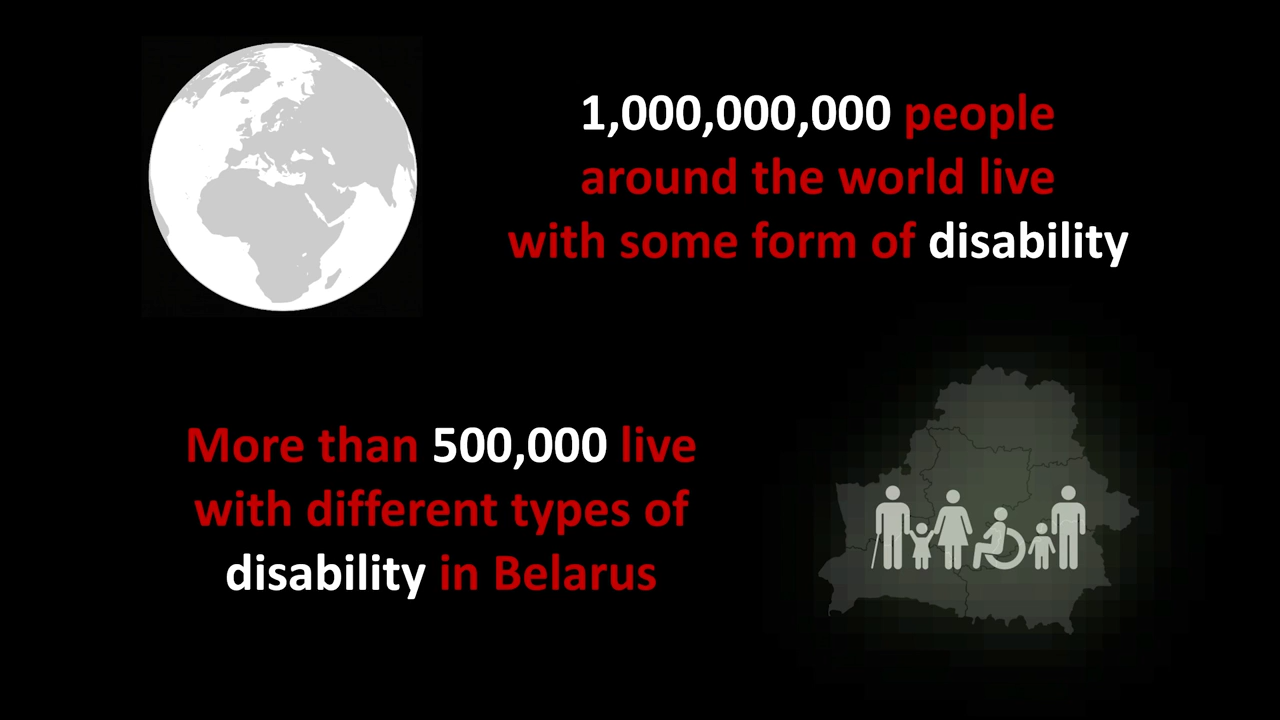 1,000,000,000 people
around the world live
with some form of disability
More than 500,000 live
with different types of
disability in Belarus